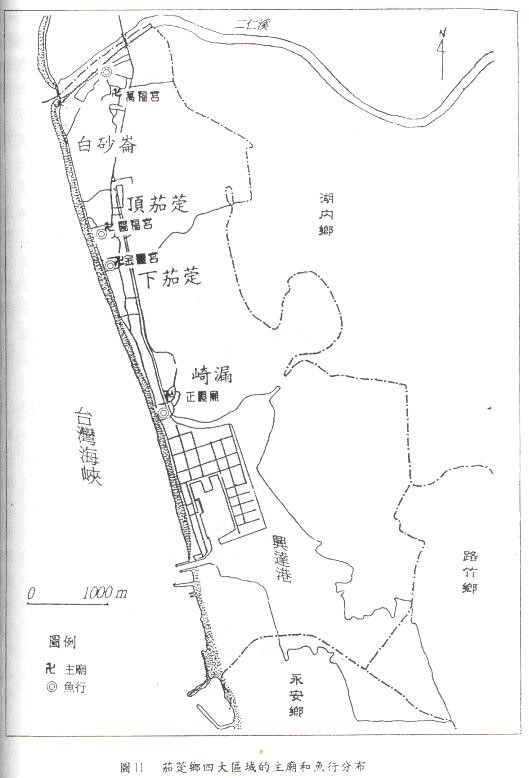 二仁溪
N
萬福宮
白砂崙
頂茄萣
湖內鄉
賜福宮
金鑾宮
下茄萣
崎漏
正順廟
台灣海峽
興達港
路竹鄉
0 1000 m
圖例
卍 主廟
◎ 魚行
永安鄉
圖11 茄萣鄉四大區域的主廟和魚行分布